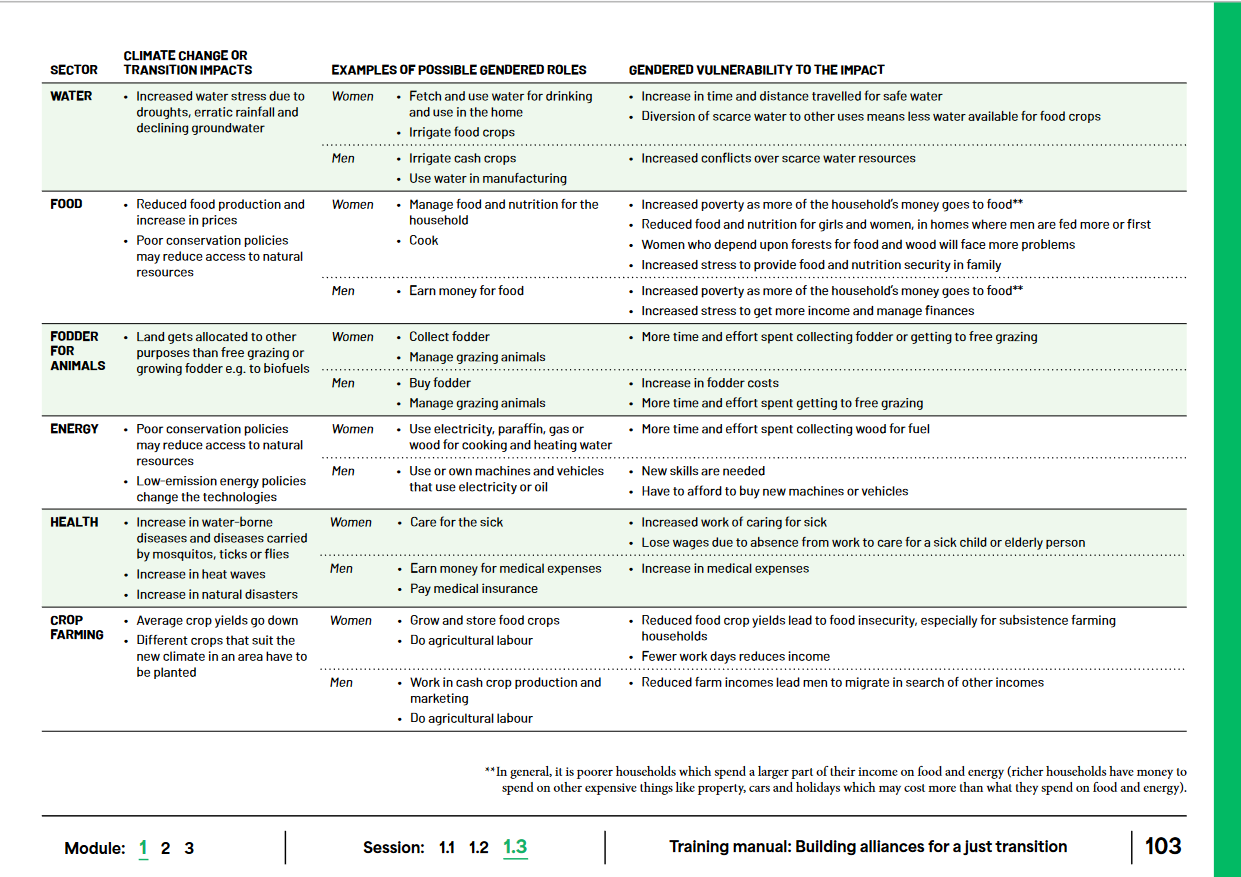 SECTOR
CLIMATE CHANGE OR
TRANSITION IMPACTS
EXAMPLES OF POSSIBLE GENDERED ROLES
GENDERED VULNERABILITY TO THE IMPACT
WATER
• Increased water stress due to
droughts, erratic rainfall and
declining groundwater
Women
• Fetch and use water for drinking
and use in the home
• Irrigate food crops
• Increase in time and distance travelled for safe water
• Diversion of scarce water to other uses means less water available for food crops
Men
• Irrigate cash crops
• Use water in manufacturing
• Increased conflicts over scarce water resources
FOOD
• Reduced food production and
increase in prices
• Poor conservation policies
may reduce access to natural
resources
Women
• Manage food and nutrition for the
household
• Cook
• Increased poverty as more of the household's money goes to food**
• Reduced food and nutrition for girls and women, in homes where men are fed more or first
• Women who depend upon forests for food and wood will face more problems
• Increased stress to provide food and nutrition security in family
Men
• Earn money for food
• Increased poverty as more of the household's money goes to food**
• Increased stress to get more income and manage finances
FODDER
FOR
ANIMALS
• Land gets allocated to other
purposes than free grazing or
growing fodder e.g. to biofuels
Women
• Collect fodder
• Manage grazing animals
• More time and effort spent collecting fodder or getting to free grazing
Men
• Buy fodder
• Manage grazing animals
• Increase in fodder costs
• More time and effort spent getting to free grazing
ENERGY
• Poor conservation policies
may reduce access to natural
resources
• Low-emission energy policies
change the technologies
Women
• Use electricity, paraffin, gas or
wood for cooking and heating water
• More time and effort spent collecting wood for fuel
Men
• Use or own machines and vehicles
that use electricity or oil
• New skills are needed
• Have to afford to buy new machines or vehicles
HEALTH
• Increase in water-borne
diseases and diseases carried
by mosquitos, ticks or flies
• Increase in heat waves
• Increase in natural disasters
Women
• Care for the sick
• Increased work of caring for sick
• Lose wages due to absence from work to care for a sick child or elderly person
Men
• Earn money for medical expenses
• Pay medical insurance
• Increase in medical expenses
CROP
FARMING
• Average crop yields go down
• Different crops that suit the
new climate in an area have to
be planted
Women
• Grow and store food crops
• Do agricultural labour
• Reduced food crop yields lead to food insecurity, especially for subsistence farming
households
• Fewer work days reduces income
Men
• Work in cash crop production and
marketing
• Do agricultural labour
• Reduced farm incomes lead men to migrate in search of other incomes
**In general, it is poorer households which spend a larger part of their income on food and energy (richer households have money to
spend on other expensive things like property, cars and holidays which may cost more than what they spend on food and energy).
Module: 1 2 3
Session: 1.1 1.2 1.3
Training manual: Building alliances for a just transition
103